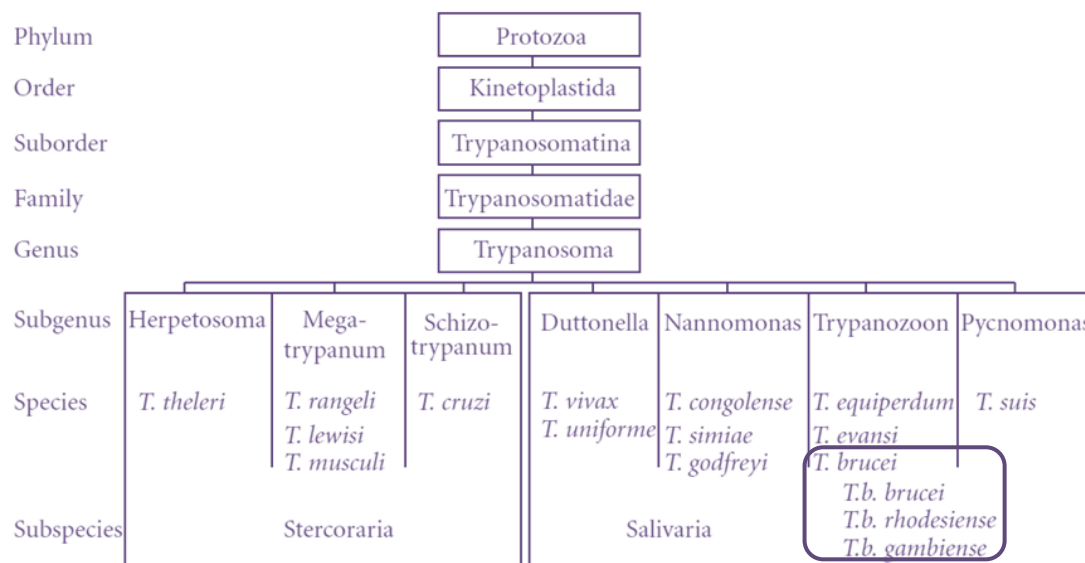 Phylum Protozoa
Order Kinetoplastida
Suborder Trypanosomatina
Family Trypanosomatidae
Genus Trypanosoma
Subgenus Herpetosoma Mega- Schizo- Duttonella Nannomonas Trypanozoon Pycnomonas
trypanum trypanum
Species T. theleri T. rangeli T. cruzi T. vivax T. congolense T. equiperdum T. suis
T. lewisi T. uniforme T. simiae T. evansi
T. musculi T. godfreyi T. brucei
T.b. brucei
Subspecies Stercoraria Salivaria T.b. rhodesiense
T.b. gambiense